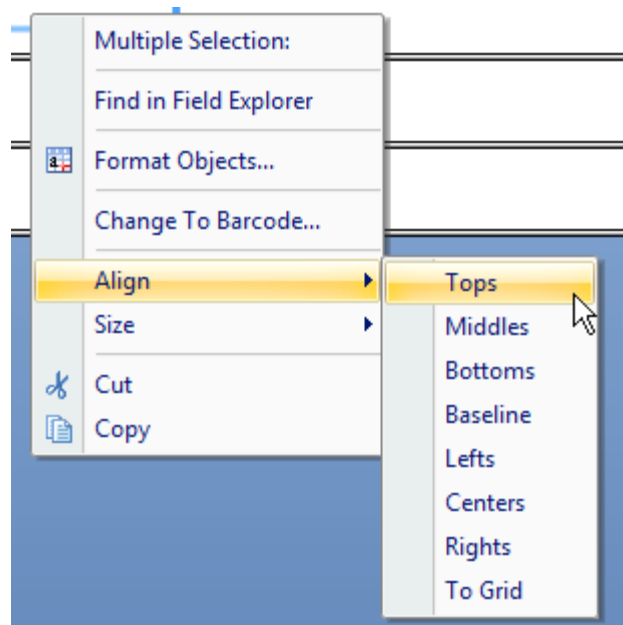 Multiple Selection:
Find in Field Explorer
Format Objects...
Change To Barcode...
Align
Size
Cut
Copy
Tops
Middles
Bottoms
Baseline
Lefts
Centers
Rights
To Grid